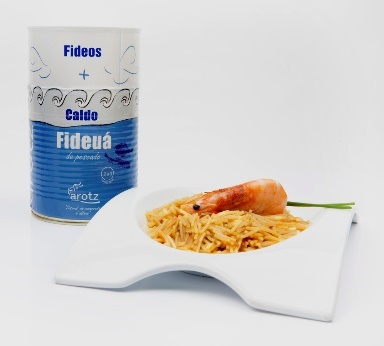 Fideos
+
Caldo
Fideuá
de pescado
arotz